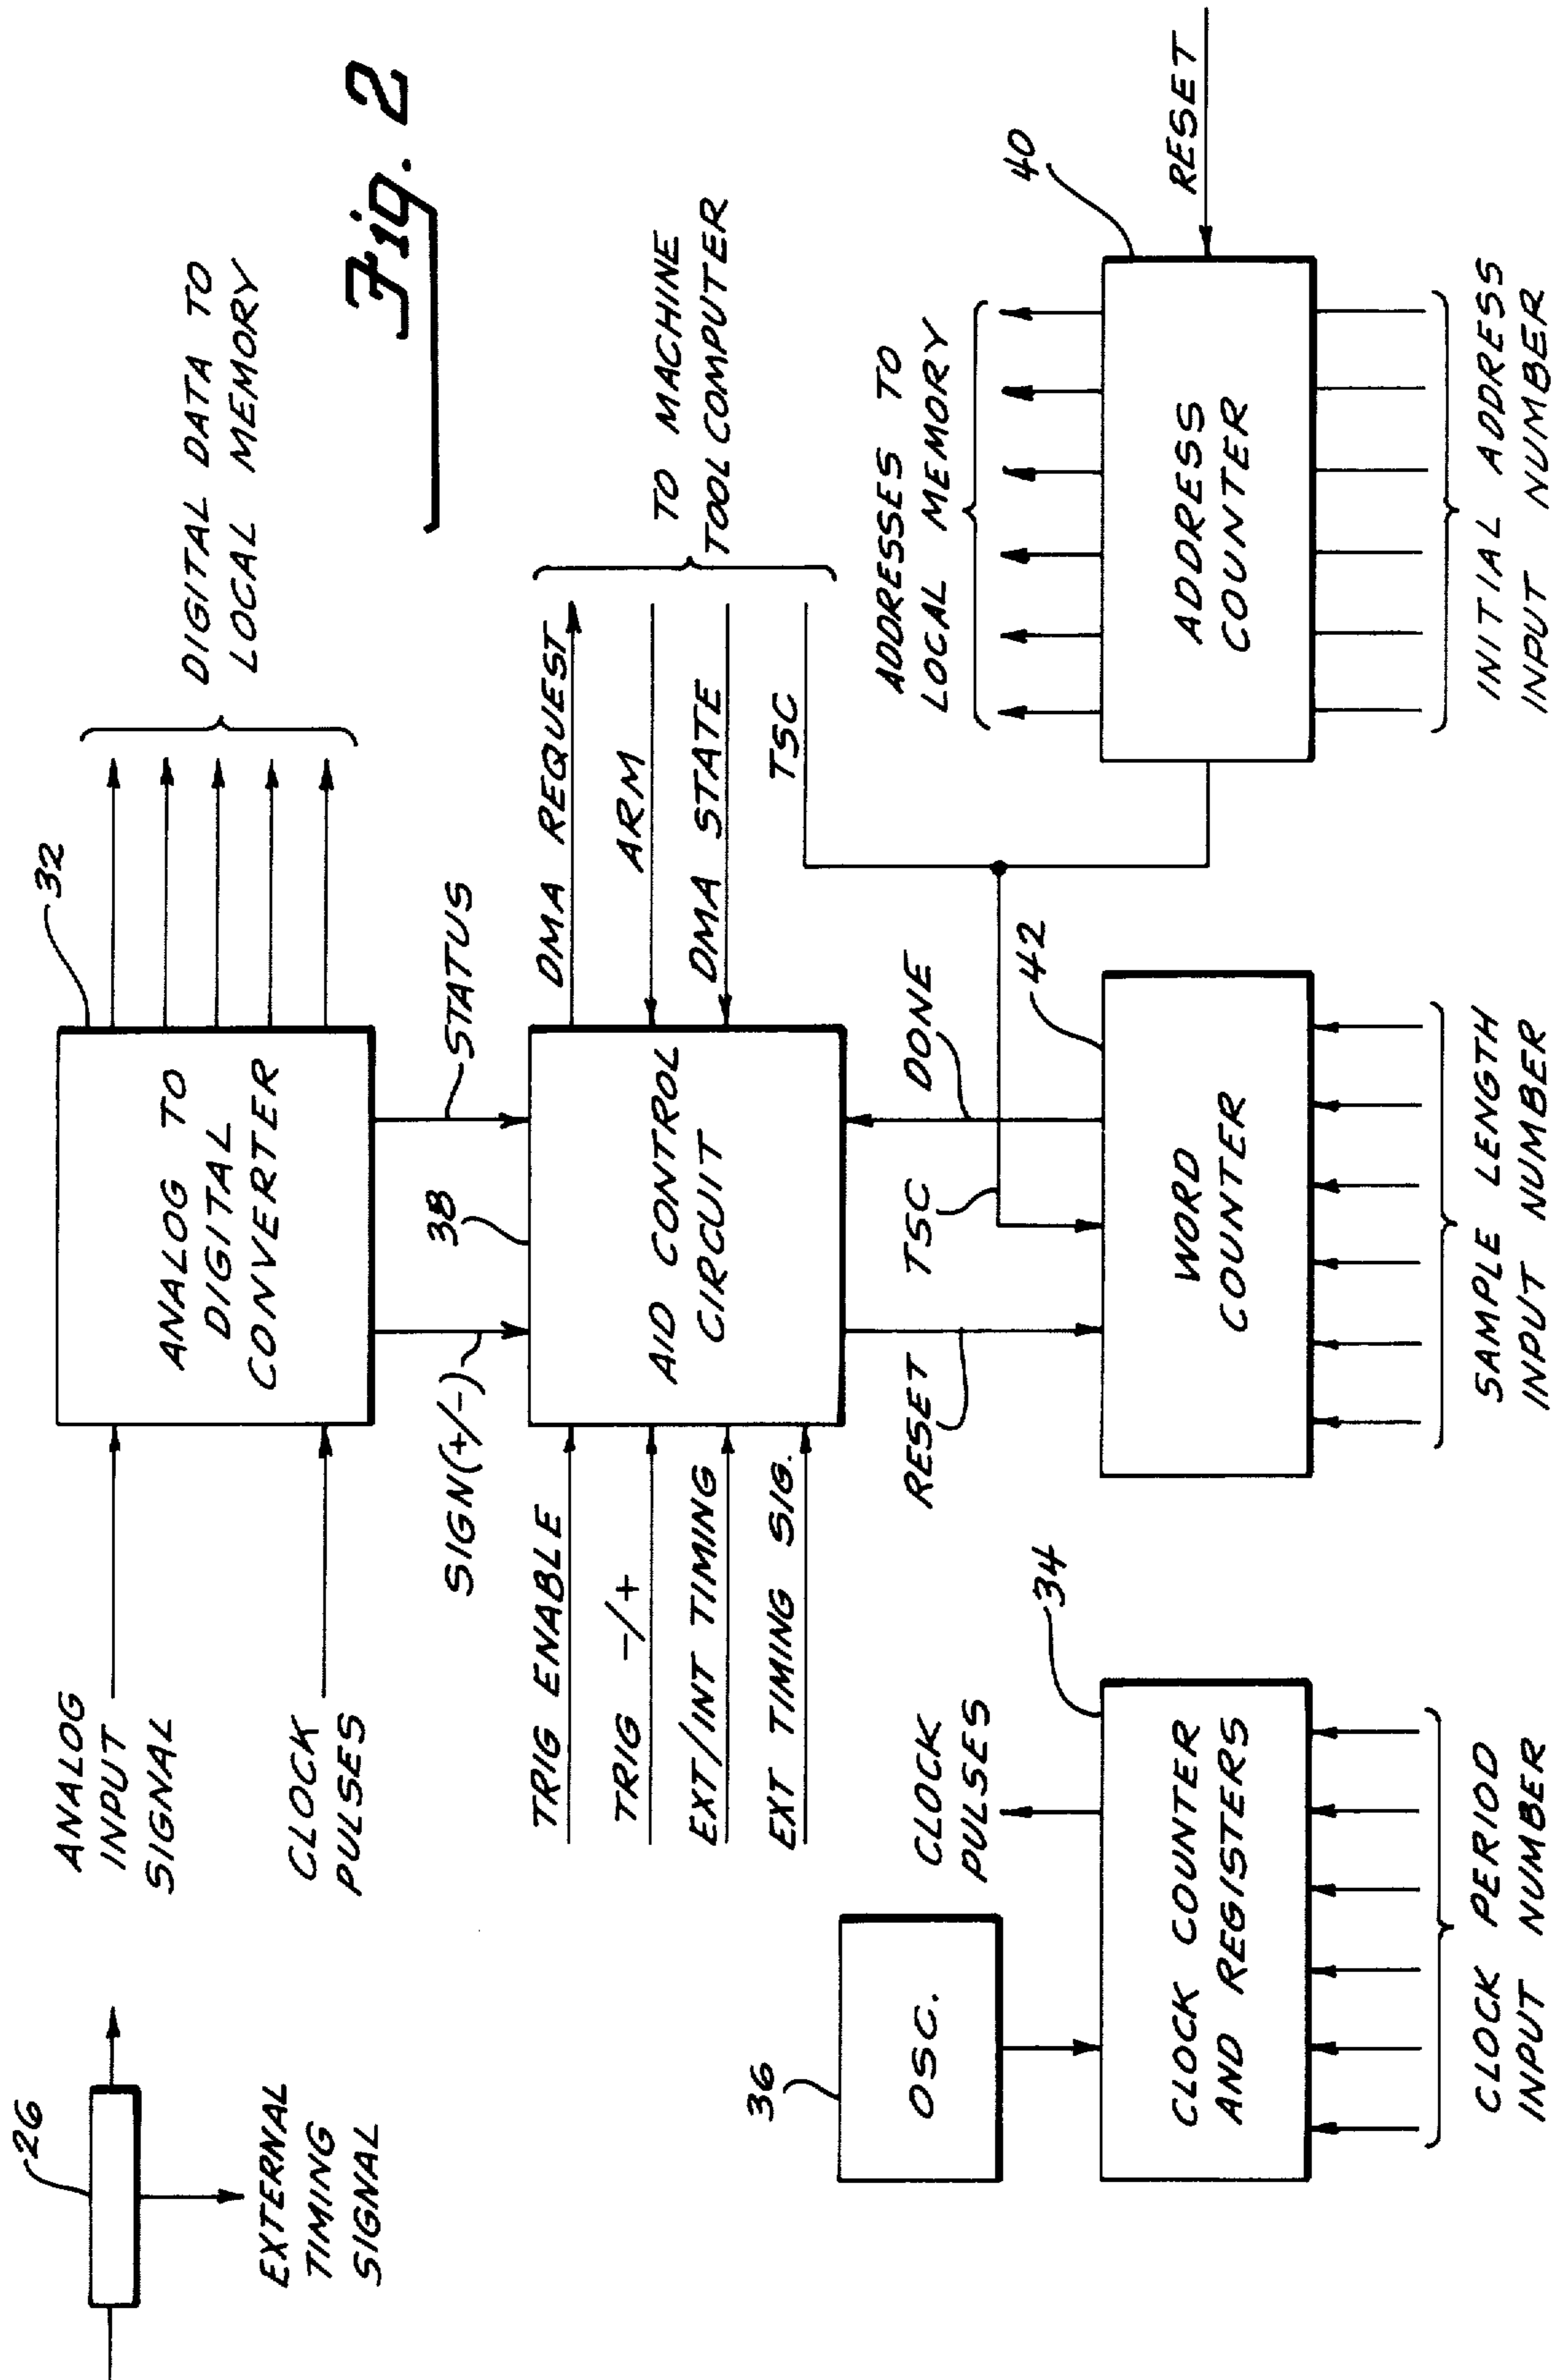 26
EXTERNAL
TIMING
SIGNAL
ANALOG
INPUT
SIGNAL
CLOCK
PULSES
32
ANALOG TO
DIGITAL
CONVERTER
DIGITAL DATA TO
LOCAL MEMORY
Fig. 2
SIGN(+/-)
STATUS
38
TRIG ENABLE
TRIG -/+
EXT/INT TIMING
EXT TIMING SIG.
AID CONTROL
CIRCUIT
DMA REQUEST
ARM
DMA STATE
TSC
TO MACHINE
TOOL COMPUTER
36
OSC.
CLOCK
PULSES
34
CLOCK COUNTER
AND REGISTERS
CLOCK PERIOD
INPUT NUMBER
RESET
TSC
DONE
42
WORD
COUNTER
SAMPLE LENGTH
INPUT NUMBER
ADDRESSES TO
LOCAL MEMORY
40
ADDRESS
COUNTER
RESET
INITIAL ADDRESS
INPUT NUMBER